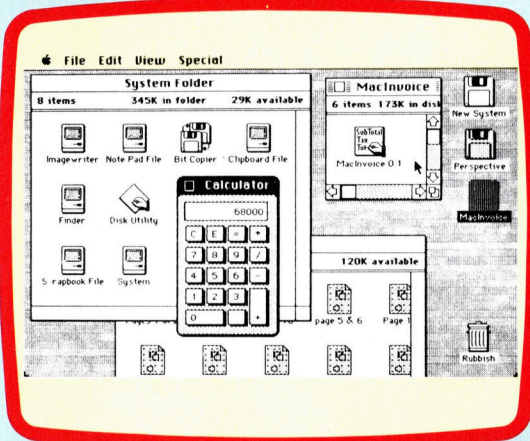 File Edit View Special
System Folder
8 items 345K in folder 29K available
Imagewriter Note Pad File Bit Copier Clipboard File
Finder Disk Utility
S rapbook File System
Calculator
68000
C E = *
7 8 9 /
4 5 6 -
1 2 3
0 . +
MacInvoice
6 items 173K in disk
SubTotal
Tax
Tot
MacInvoice 0.1
New System
Perspective
MacInvoice
120K available
page 5 & 6 Page 1
Rubbish